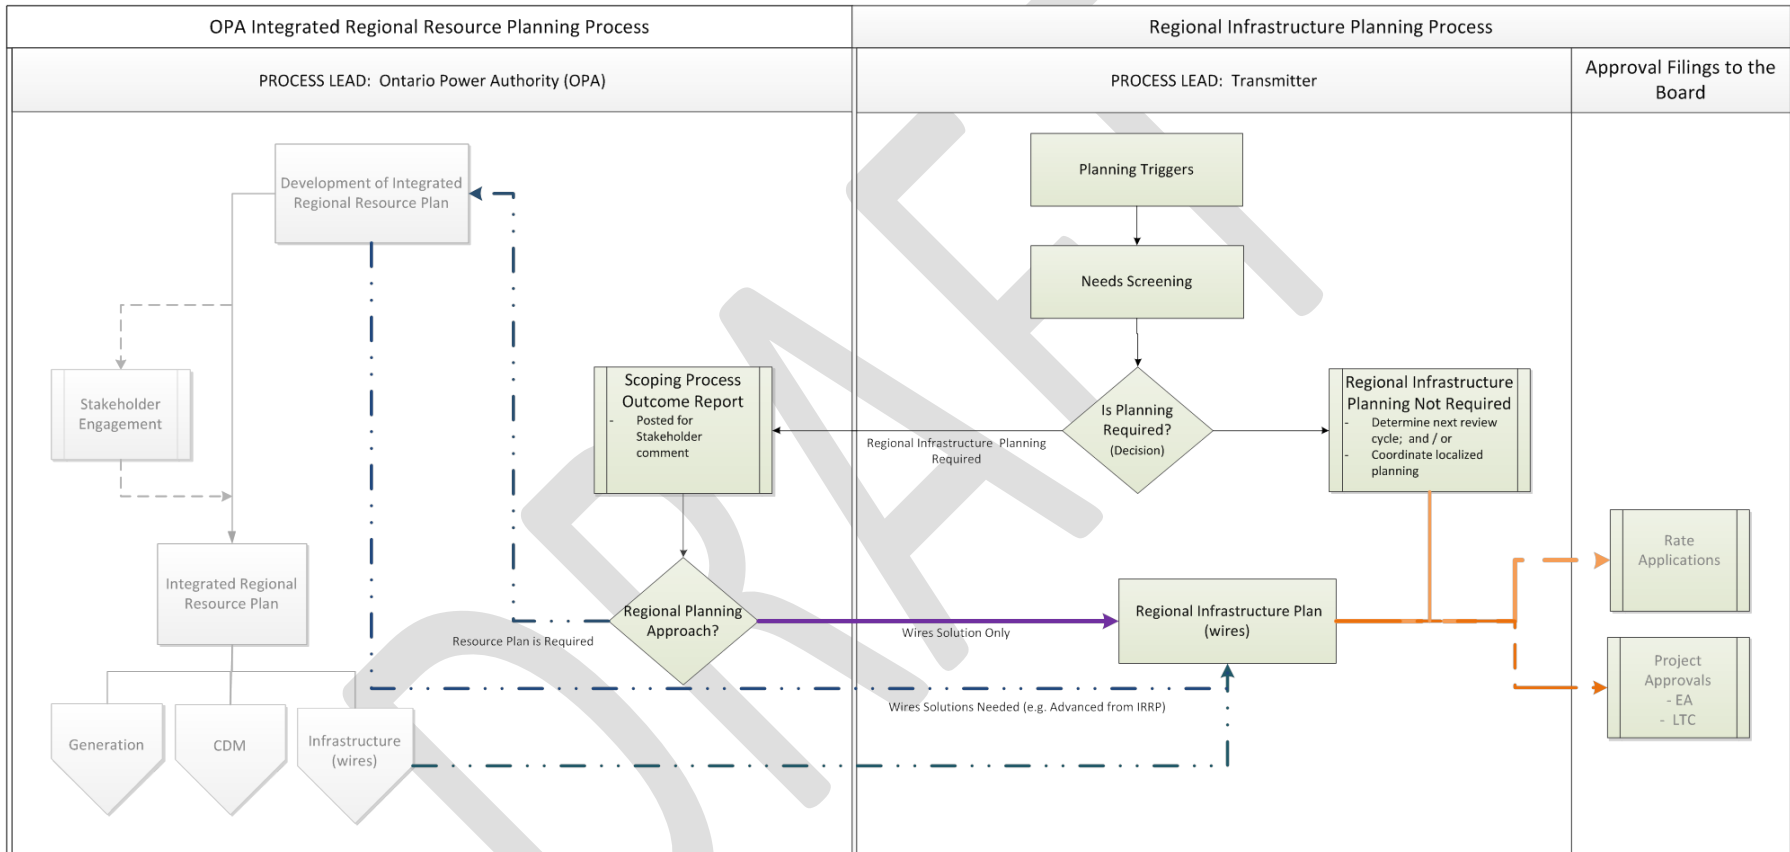 OPA Integrated Regional Resource Planning Process
Regional Infrastructure Planning Process
PROCESS LEAD: Ontario Power Authority (OPA)
PROCESS LEAD: Transmitter
Approval Filings to the
Board
DRAFT
Planning Triggers
Development of Integrated
Regional Resource Plan
Needs Screening
Stakeholder
Engagement
Scoping Process
Outcome Report
- Posted for
Stakeholder
comment
Regional Infrastructure Planning
Required
Is Planning
Required?
(Decision)
Regional Infrastructure
Planning Not Required
- Determine next review
cycle; and / or
- Coordinate localized
planning
Rate
Applications
Integrated Regional
Resource Plan
Resource Plan is Required
Regional Planning
Approach?
Wires Solution Only
Regional Infrastructure Plan
(wires)
Project
Approvals
- EA
- LTC
Wires Solutions Needed (e.g. Advanced from IRRP)
Generation
CDM
Infrastructure
(wires)